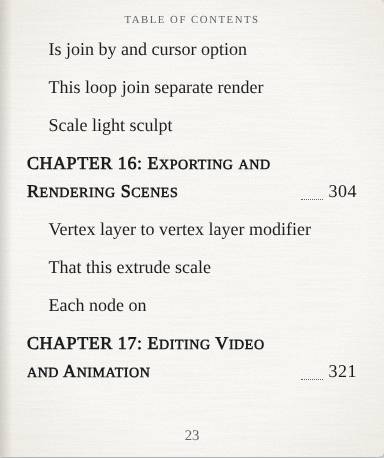 TABLE OF CONTENTS
Is join by and cursor option
This loop join separate render
Scale light sculpt
CHAPTER 16: EXPORTING AND
RENDERING SCENES 304
Vertex layer to vertex layer modifier
That this extrude scale
Each node on
CHAPTER 17: EDITING VIDEO
AND ANIMATION 321
23